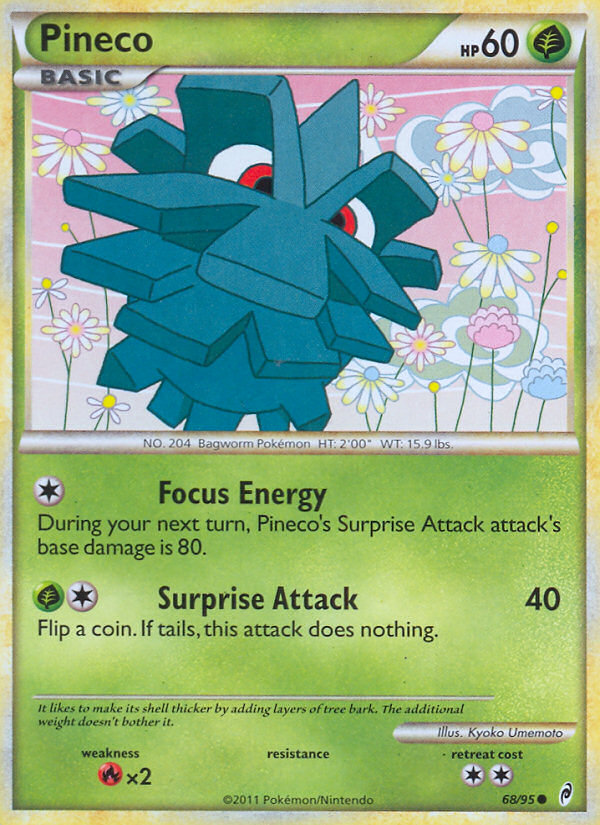 Pineco
HP 60
BASIC
NO. 204 Bagworm Pokémon HT: 2'00" WT: 15.9 lbs.
Focus Energy
During your next turn, Pineco's Surprise Attack attack's
base damage is 80.
Surprise Attack 40
Flip a coin. If tails, this attack does nothing.
It likes to make its shell thicker by adding layers of tree bark. The additional
weight doesn't bother it.
Illus. Kyoko Umemoto
weakness resistance retreat cost
×2
68/95
©2011 Pokémon/Nintendo